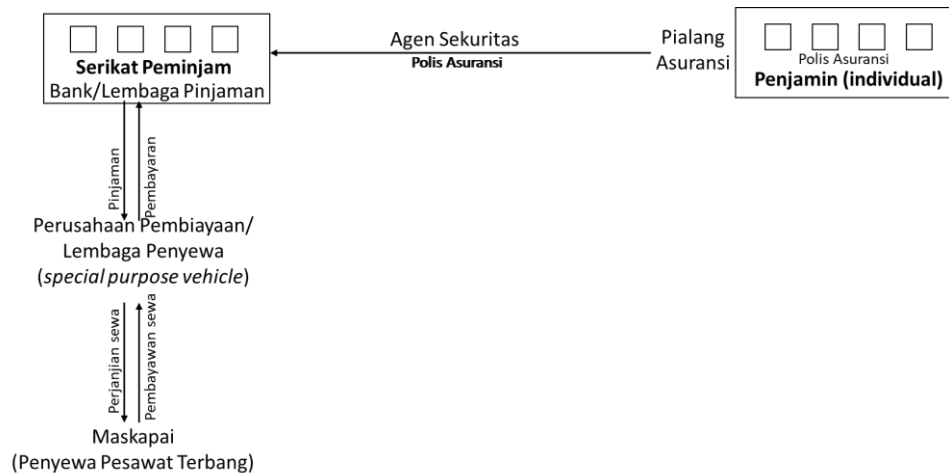 Serikat Peminjam
Bank/Lembaga Pinjaman
Agen Sekuritas
Polis Asuransi
Pialang
Asuransi
Polis Asuransi
Penjamin (individual)
Pinjaman
Pembayaran
Perusahaan Pembiayaan/
Lembaga Penyewa
(special purpose vehicle)
Perjanjian sewa
Pembayawan sewa
Maskapai
(Penyewa Pesawat Terbang)